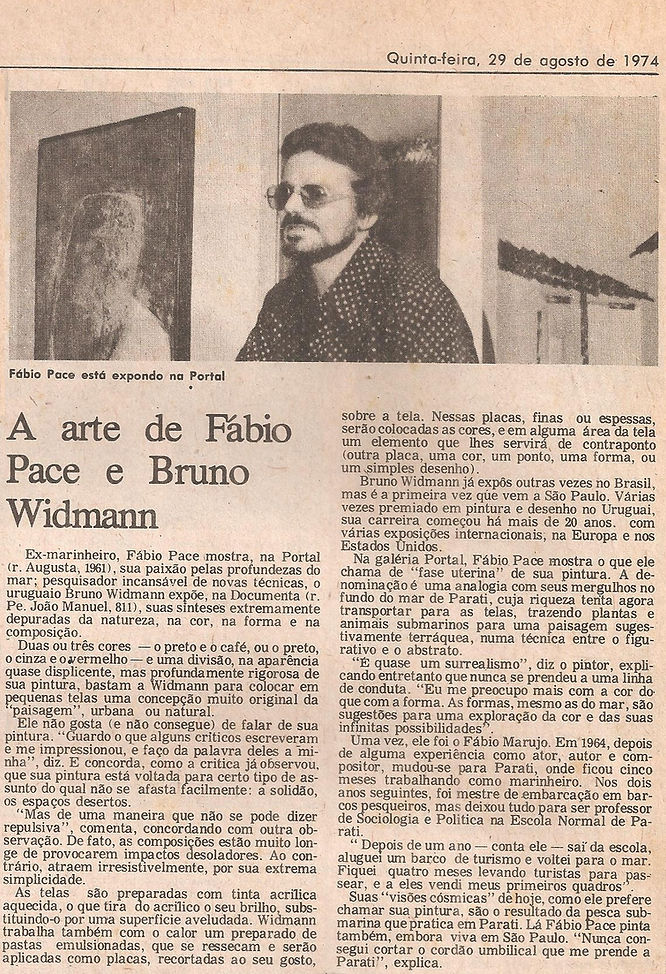 Quinta-feira, 29 de agosto de 1974
Fábio Pace está expondo na Portal
A arte de Fábio
Pace e Bruno
Widmann
Ex-marinheiro, Fábio Pace mostra, na Portal
(r. Augusta, 1961), sua paixão pelas profundezas do
mar; pesquisador incansável de novas técnicas, o
uruguaio Bruno Widmann expõe, na Documenta (r.
Pe. João Manuel, 811), suas sínteses extremamente
depuradas da natureza, na cor, na forma e na
composição.
Duas ou três cores — o preto e o café, ou o preto,
o cinza e o vermelho — e uma divisão, na aparência
quase displicente, mas profundamente rigorosa de
sua pintura, bastam a Widmann para colocar em
pequenas telas uma concepção muito original da
"paisagem", urbana ou natural.
Ele não gosta (e não consegue) de falar de sua
pintura. "Guardo o que alguns críticos escreveram
e me impressionou, e faço da palavra deles a mi-
nha", diz. E concorda, como a crítica já observou,
que sua pintura está voltada para certo tipo de as-
sunto do qual não se afasta facilmente: a solidão,
os espaços desertos.
"Mas de uma maneira que não se pode dizer
repulsiva", comenta, concordando com outra ob-
servação. De fato, as composições estão muito lon-
ge de provocarem impactos desoladores. Ao con-
trário, atraem irresistivelmente, por sua extrema
simplicidade.
As telas são preparadas com tinta acrílica
aquecida, o que tira do acrílico o seu brilho, subs-
tituindo-o por uma superfície aveludada. Widmann
trabalha também com o calor um preparado de
pastas emulsionadas, que se ressecam e serão
aplicadas como placas, recortadas ao seu gosto,
sobre a tela. Nessas placas, finas ou espessas,
serão colocadas as cores, e em alguma área da tela
um elemento que lhes servirá de contraponto
(outra placa, uma cor, um ponto, uma forma, ou
um simples desenho).
Bruno Widmann já expôs outras vezes no Brasil,
mas é a primeira vez que vem a São Paulo. Várias
vezes premiado em pintura e desenho no Uruguai,
sua carreira começou há mais de 20 anos. com
várias exposições internacionais, na Europa e nos
Estados Unidos.
Na galéria Portal, Fábio Pace mostra o que ele
chama de "fase uterina" de sua pintura. A de-
nominação é uma analogia com seus mergulhos no
fundo do mar de Parati, cuja riqueza tenta agora
transportar para as telas, trazendo plantas e
animais submarinos para uma paisagem suges-
tivamente terráquea, numa técnica entre o figu-
rativo e o abstrato.
"É quase um surrealismo", diz o pintor, expli-
cando entretanto que nunca se prendeu a uma linha
de conduta. "Eu me preocupo mais com a cor do
que com a forma. As formas, mesmo as do mar, são
sugestões para uma exploração da cor e das suas
infinitas possibilidades".
Uma vez, ele foi o Fábio Marujo. Em 1964, depois
de alguma experiência como ator, autor e com-
positor, mudou-se para Parati, onde ficou cinco
meses trabalhando como marinheiro. Nos dois
anos seguintes, foi mestre de embarcação em bar-
cos pesqueiros, mas deixou tudo para ser professor
de Sociologia e Politica na Escola Normal de Pa-
rati.
" Depois de um ano — conta ele — saí da escola,
aluguei um barco de turismo e voltei para o mar.
Fiquei quatro meses levando turistas para pas-
sear, e a eles vendi meus primeiros quadros".
Suas "visões cósmicas" de hoje, como ele prefere
chamar sua pintura, são o resultado da pesca sub-
marina que pratica em Parati. Lá Fábio Pace pinta
também, embora viva em São Paulo. "Nunca con-
segui cortar o cordão umbilical que me prende a
Parati", explica.